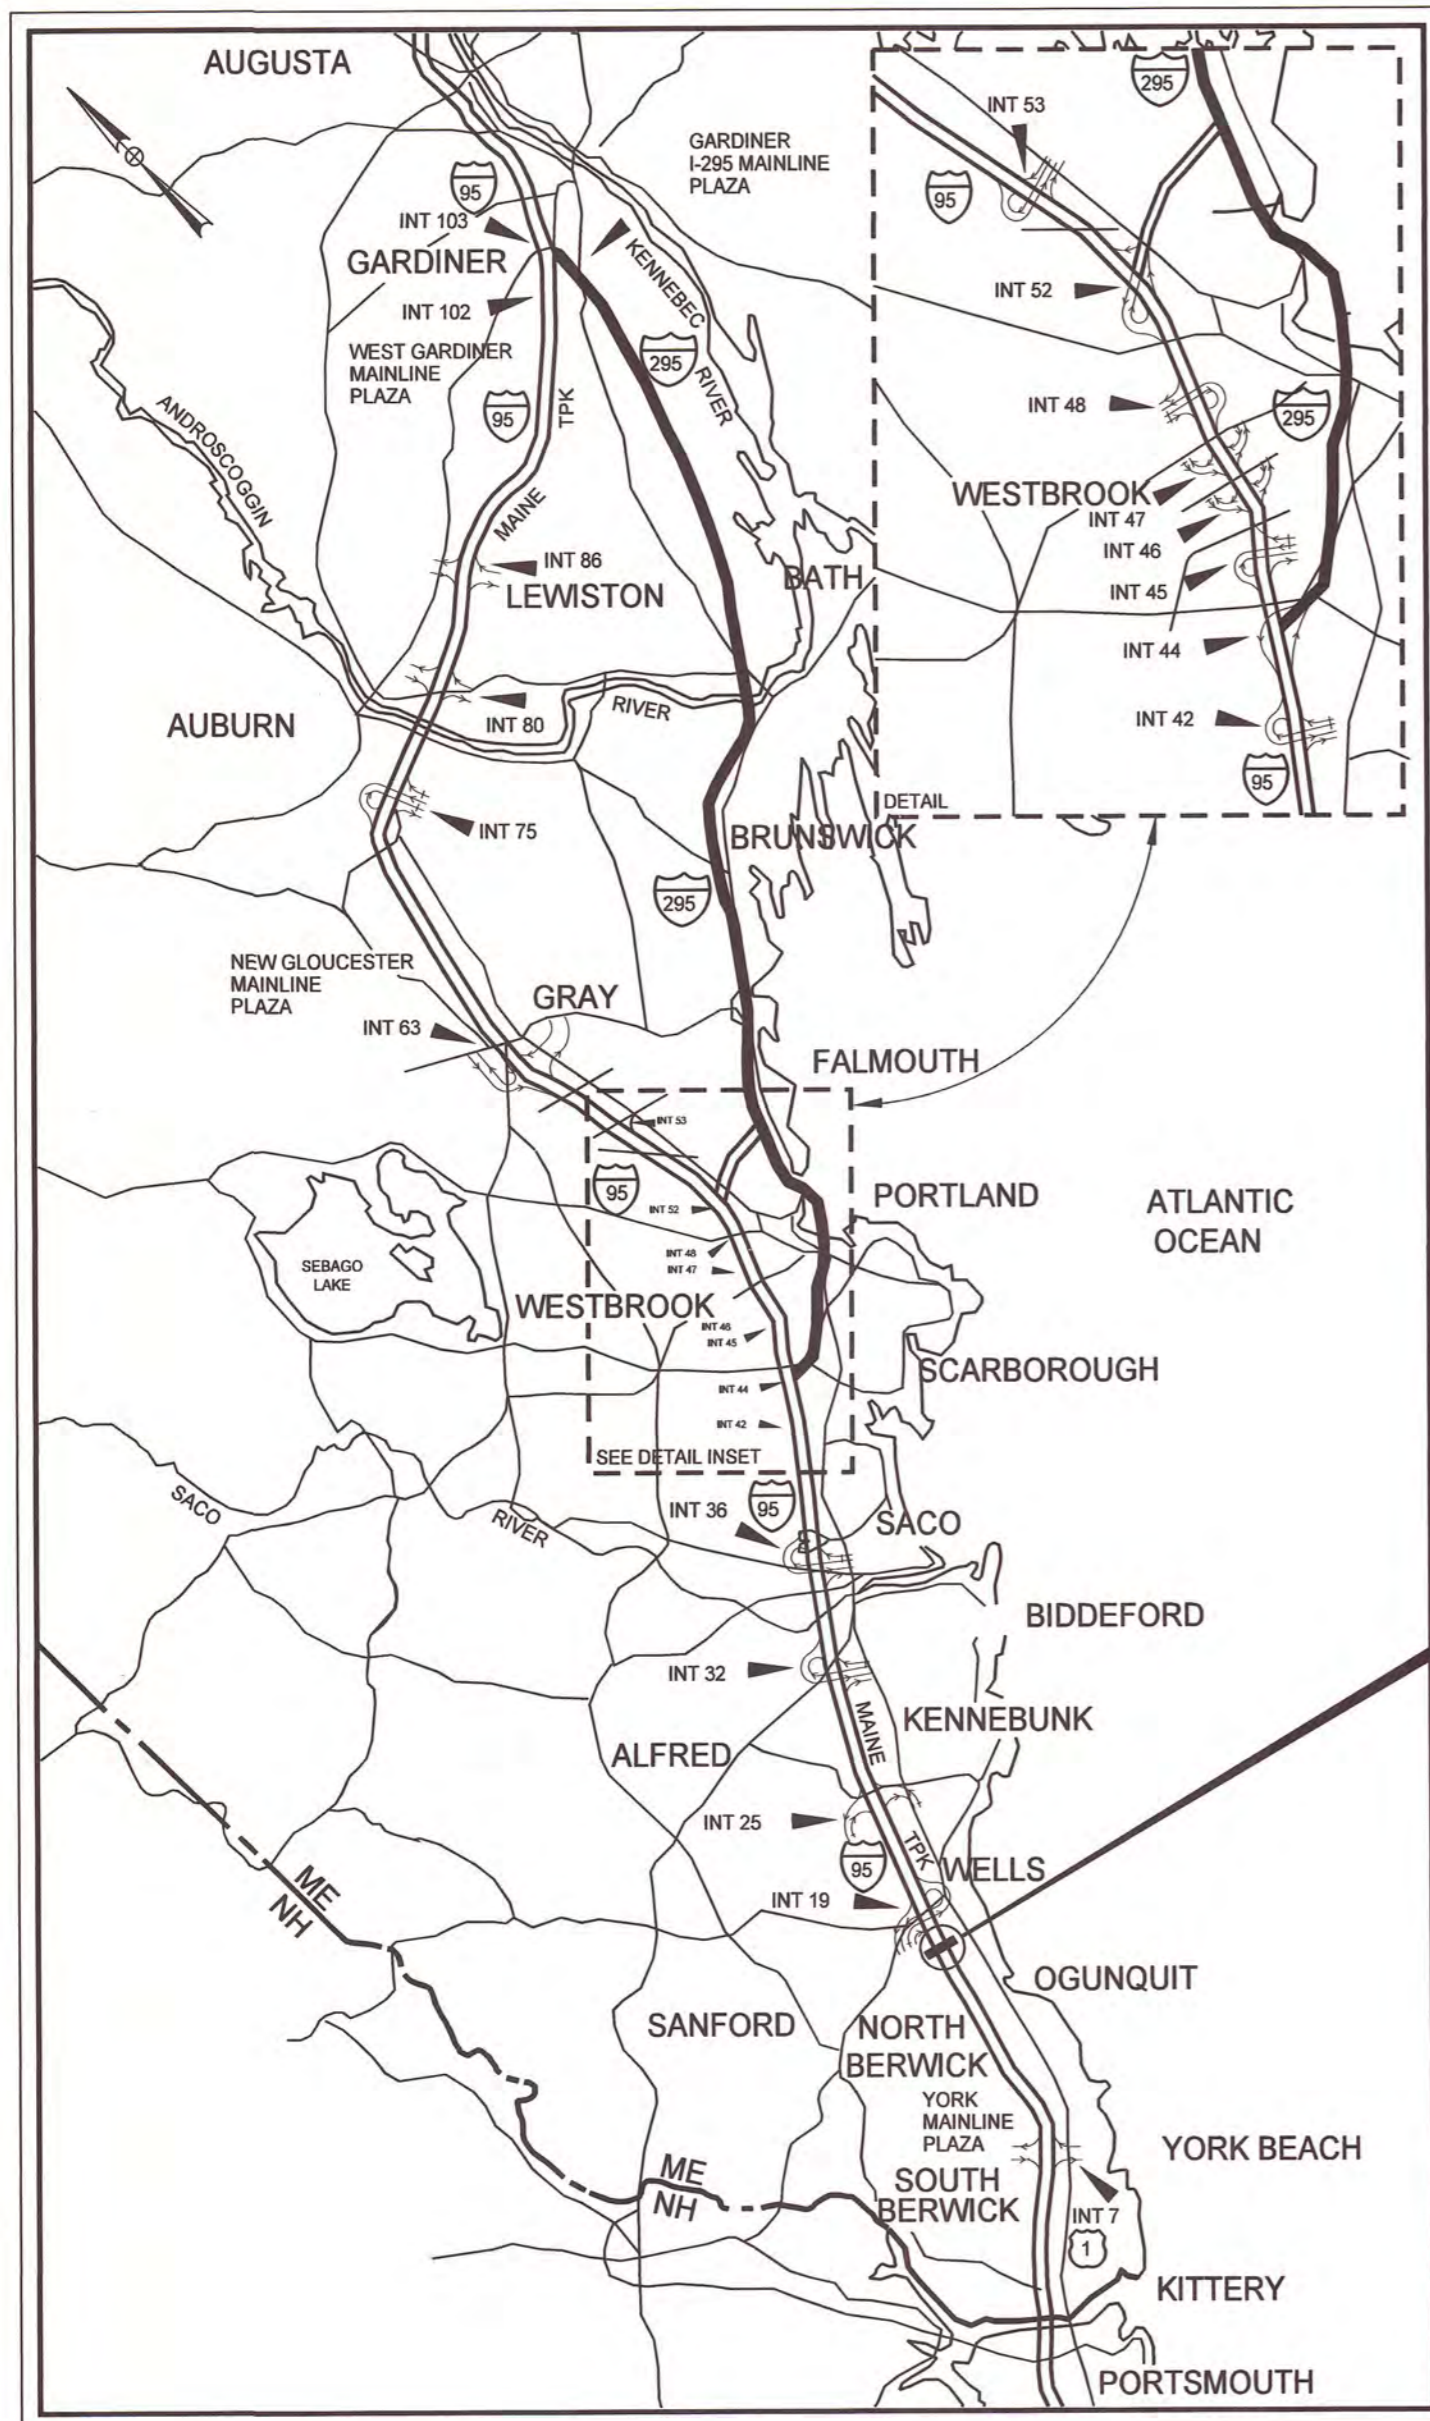 AUGUSTA
GARDINER
I-295 MAINLINE
PLAZA
95
INT 103
GARDINER
KENNEBEC
RIVER
INT 102
WEST GARDINER
MAINLINE
PLAZA
295
95
TPK
MAINE
ANDROSCOGGIN
INT 86
LEWISTON
BATH
RIVER
INT 80
AUBURN
INT 75
BRUNSWICK
295
NEW GLOUCESTER
MAINLINE
PLAZA
GRAY
INT 63
FALMOUTH
295
INT 53
95
INT 52
INT 48
295
WESTBROOK
INT 47
INT 46
INT 45
INT 44
INT 42
95
DETAIL
INT 53
95
INT 52
PORTLAND
ATLANTIC
OCEAN
INT 48
INT 47
SEBAGO
LAKE
WESTBROOK
INT 46
INT 45
SCARBOROUGH
INT 44
INT 42
SEE DETAIL INSET
SACO
RIVER
INT 36
95
SACO
BIDDEFORD
INT 32
MAINE
KENNEBUNK
ALFRED
INT 25
TPK
95
WELLS
INT 19
ME
NH
OGUNQUIT
SANFORD
NORTH
BERWICK
YORK
MAINLINE
PLAZA
YORK BEACH
ME
NH
SOUTH
BERWICK
INT 7
1
KITTERY
PORTSMOUTH